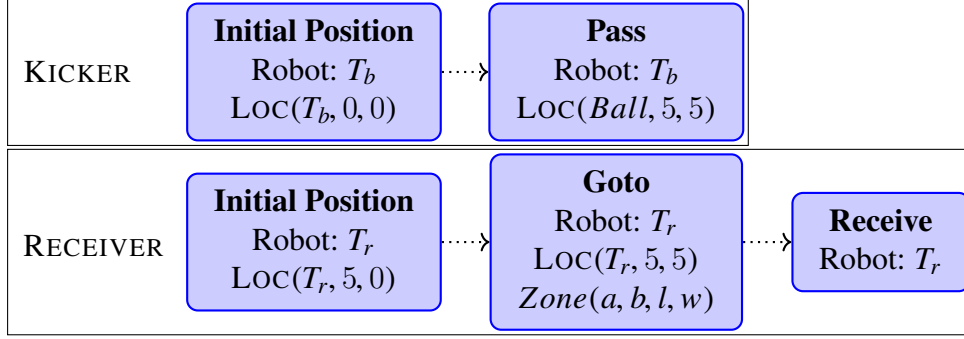 KICKER
Initial Position
Robot: T_b
LOC(T_b, 0, 0)
Pass
Robot: T_b
LOC(Ball, 5, 5)
RECEIVER
Initial Position
Robot: T_r
LOC(T_r, 5, 0)
Goto
Robot: T_r
LOC(T_r, 5, 5)
Zone(a, b, l, w)
Receive
Robot: T_r